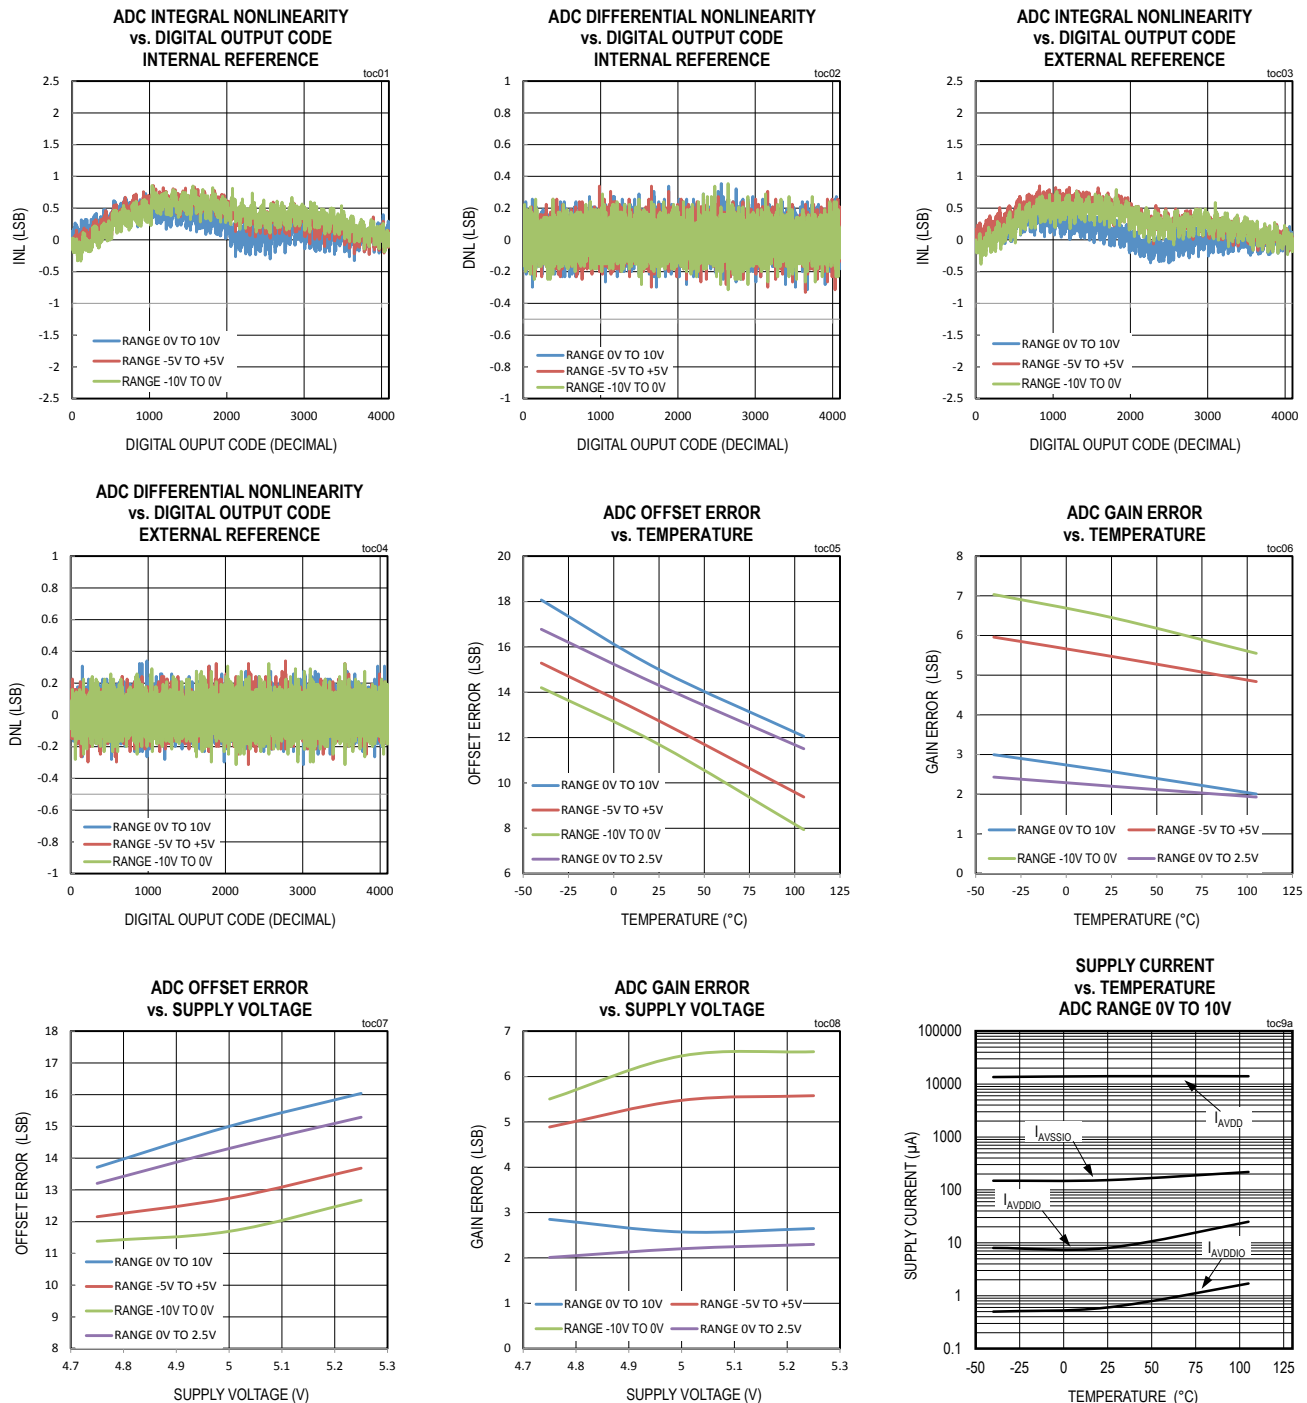 ADC INTEGRAL NONLINEARITY
vs. DIGITAL OUTPUT CODE
INTERNAL REFERENCE
toc01
2.5
2
1.5
1
0.5
0
-0.5
-1
-1.5
-2
-2.5
INL (LSB)
RANGE 0V TO 10V
RANGE -5V TO +5V
RANGE -10V TO 0V
0 1000 2000 3000 4000
DIGITAL OUPUT CODE (DECIMAL)
ADC DIFFERENTIAL NONLINEARITY
vs. DIGITAL OUTPUT CODE
INTERNAL REFERENCE
toc02
1
0.8
0.6
0.4
0.2
0
-0.2
-0.4
-0.6
-0.8
-1
DNL (LSB)
RANGE 0V TO 10V
RANGE -5V TO +5V
RANGE -10V TO 0V
0 1000 2000 3000 4000
DIGITAL OUPUT CODE (DECIMAL)
ADC INTEGRAL NONLINEARITY
vs. DIGITAL OUTPUT CODE
EXTERNAL REFERENCE
toc03
2.5
2
1.5
1
0.5
0
-0.5
-1
-1.5
-2
-2.5
INL (LSB)
RANGE 0V TO 10V
RANGE -5V TO +5V
RANGE -10V TO 0V
0 1000 2000 3000 4000
DIGITAL OUPUT CODE (DECIMAL)
ADC DIFFERENTIAL NONLINEARITY
vs. DIGITAL OUTPUT CODE
EXTERNAL REFERENCE
toc04
1
0.8
0.6
0.4
0.2
0
-0.2
-0.4
-0.6
-0.8
-1
DNL (LSB)
RANGE 0V TO 10V
RANGE -5V TO +5V
RANGE -10V TO 0V
0 1000 2000 3000 4000
DIGITAL OUPUT CODE (DECIMAL)
ADC OFFSET ERROR
vs. TEMPERATURE
toc05
20
18
16
14
12
10
8
6
OFFSET ERROR (LSB)
RANGE 0V TO 10V
RANGE -5V TO +5V
RANGE -10V TO 0V
RANGE 0V TO 2.5V
-50 -25 0 25 50 75 100 125
TEMPERATURE (°C)
ADC GAIN ERROR
vs. TEMPERATURE
toc06
8
7
6
5
4
3
2
1
0
GAIN ERROR (LSB)
RANGE 0V TO 10V RANGE -5V TO +5V
RANGE -10V TO 0V RANGE 0V TO 2.5V
-50 -25 0 25 50 75 100 125
TEMPERATURE (°C)
ADC OFFSET ERROR
vs. SUPPLY VOLTAGE
toc07
18
17
16
15
14
13
12
11
10
9
8
OFFSET ERROR (LSB)
RANGE 0V TO 10V
RANGE -5V TO +5V
RANGE -10V TO 0V
RANGE 0V TO 2.5V
4.7 4.8 4.9 5 5.1 5.2 5.3
SUPPLY VOLTAGE (V)
ADC GAIN ERROR
vs. SUPPLY VOLTAGE
toc08
7
6
5
4
3
2
1
0
GAIN ERROR (LSB)
RANGE 0V TO 10V RANGE -5V TO +5V
RANGE -10V TO 0V RANGE 0V TO 2.5V
4.7 4.8 4.9 5 5.1 5.2 5.3
SUPPLY VOLTAGE (V)
SUPPLY CURRENT
vs. TEMPERATURE
ADC RANGE 0V TO 10V
toc9a
100000
10000
1000
100
10
1
0.1
SUPPLY CURRENT (µA)
IAVDD
IAVSSIO
IAVDDIO
IAVDDIO
-50 -25 0 25 50 75 100 125
TEMPERATURE (°C)